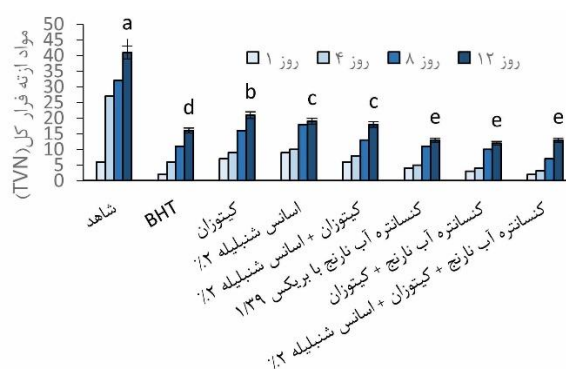 مواد ازته فرار کل(TVN)
50
45
40
35
30
25
20
15
10
5
0
روز ۱
روز ۴
روز ۸
روز ۱۲
a
d
b
c
c
e
e
e
شاهد
BHT
کیتوزان
اسانس شنبلیله ۲٪
کیتوزان + اسانس شنبلیله ۲٪
کنسانتره آب نارنج با بریکس ۱/۳۹
کنسانتره آب نارنج + کیتوزان
کنسانتره آب نارنج + کیتوزان + اسانس شنبلیله ۲٪